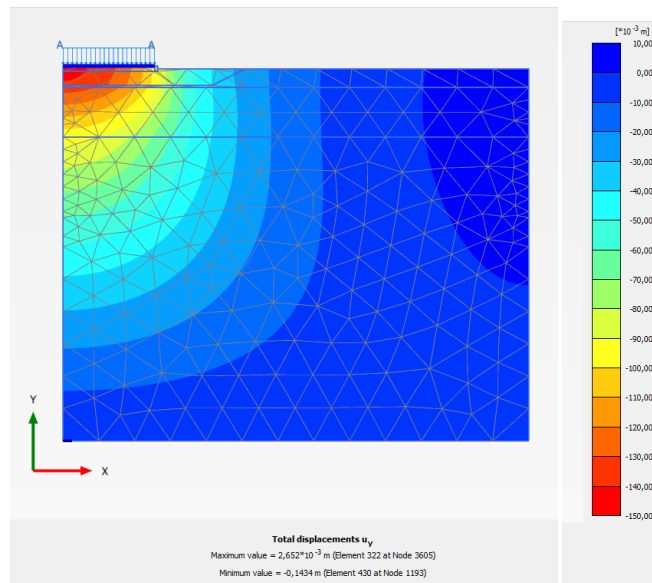 [*10⁻³ m]
A A
10,00
0,00
-10,00
-20,00
-30,00
-40,00
-50,00
-60,00
-70,00
-80,00
-90,00
-100,00
-110,00
-120,00
-130,00
-140,00
-150,00
Y
X
Total displacements uᵧ
Maximum value = 2,652*10⁻³ m (Element 322 at Node 3605)
Minimum value = -0,1434 m (Element 430 at Node 1193)